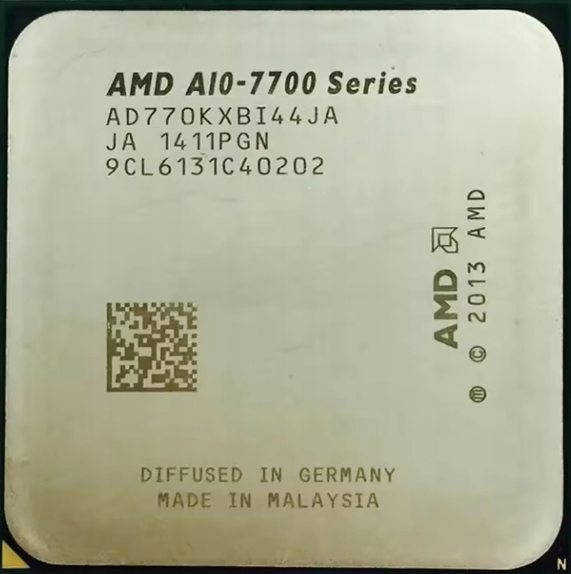 AMD A10-7700 Series
AD770KXBI44JA
JA 1411PGN
9CL6131C40202
AMD
ⓜ © 2013 AMD
DIFFUSED IN GERMANY
MADE IN MALAYSIA
N